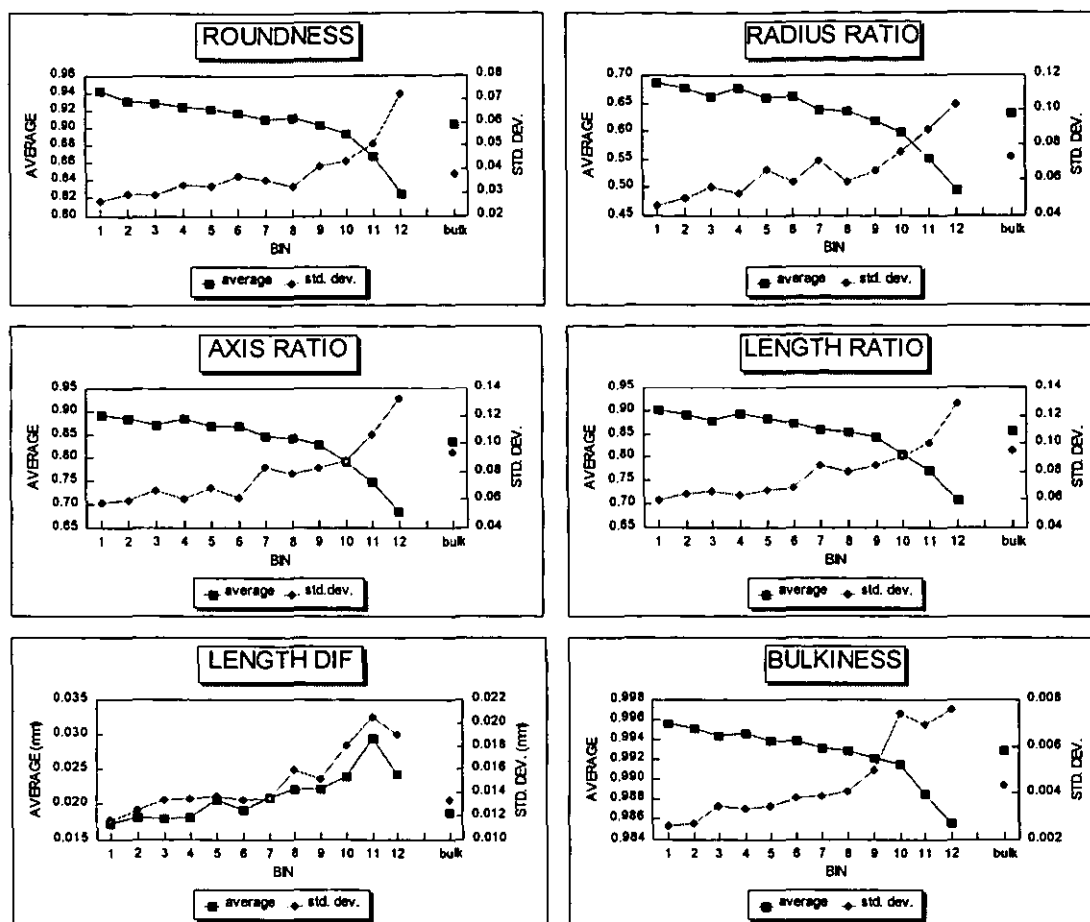 ROUNDNESS
0.96
0.94
0.92
0.90
0.88
0.86
0.84
0.82
0.80
AVERAGE
0.08
0.07
0.06
0.05
0.04
0.03
0.02
STD. DEV.
1 2 3 4 5 6 7 8 9 10 11 12 bulk
BIN
average std. dev.
RADIUS RATIO
0.70
0.65
0.60
0.55
0.50
0.45
AVERAGE
0.12
0.10
0.08
0.06
0.04
STD. DEV.
1 2 3 4 5 6 7 8 9 10 11 12 bulk
BIN
average std. dev.
AXIS RATIO
0.95
0.90
0.85
0.80
0.75
0.70
0.65
AVERAGE
0.14
0.12
0.10
0.08
0.06
0.04
STD. DEV.
1 2 3 4 5 6 7 8 9 10 11 12 bulk
BIN
average std.dev.
LENGTH RATIO
0.95
0.90
0.85
0.80
0.75
0.70
0.65
AVERAGE
0.14
0.12
0.10
0.08
0.06
0.04
STD. DEV.
1 2 3 4 5 6 7 8 9 10 11 12 bulk
BIN
average std. dev.
LENGTH DIF
0.035
0.030
0.025
0.020
0.015
AVERAGE (mm)
0.022
0.020
0.018
0.016
0.014
0.012
0.010
STD. DEV. (mm)
1 2 3 4 5 6 7 8 9 10 11 12 bulk
BIN
average std. dev.
BULKINESS
0.998
0.996
0.994
0.992
0.990
0.988
0.986
0.984
AVERAGE
0.008
0.006
0.004
0.002
STD. DEV.
1 2 3 4 5 6 7 8 9 10 11 12 bulk
BIN
average std. dev.